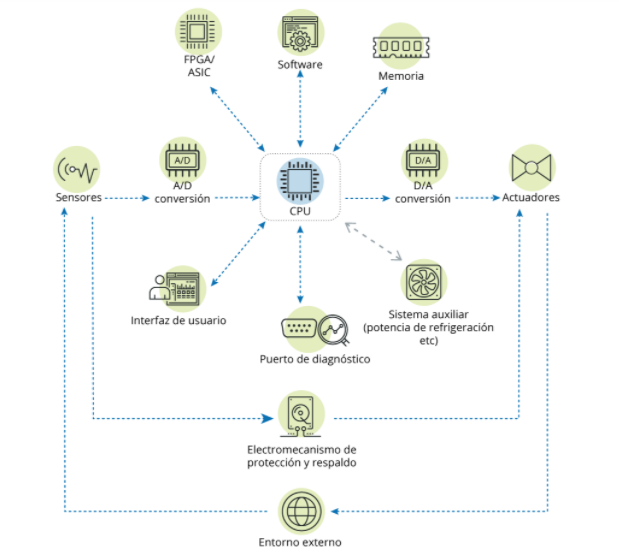 FPGA/
ASIC
Software
Memoria
Sensores
A/D
A/D
conversión
CPU
D/A
D/A
conversión
Actuadores
Interfaz de usuario
Puerto de diagnóstico
Sistema auxiliar
(potencia de refrigeración
etc)
Electromecanismo de
protección y respaldo
Entorno externo